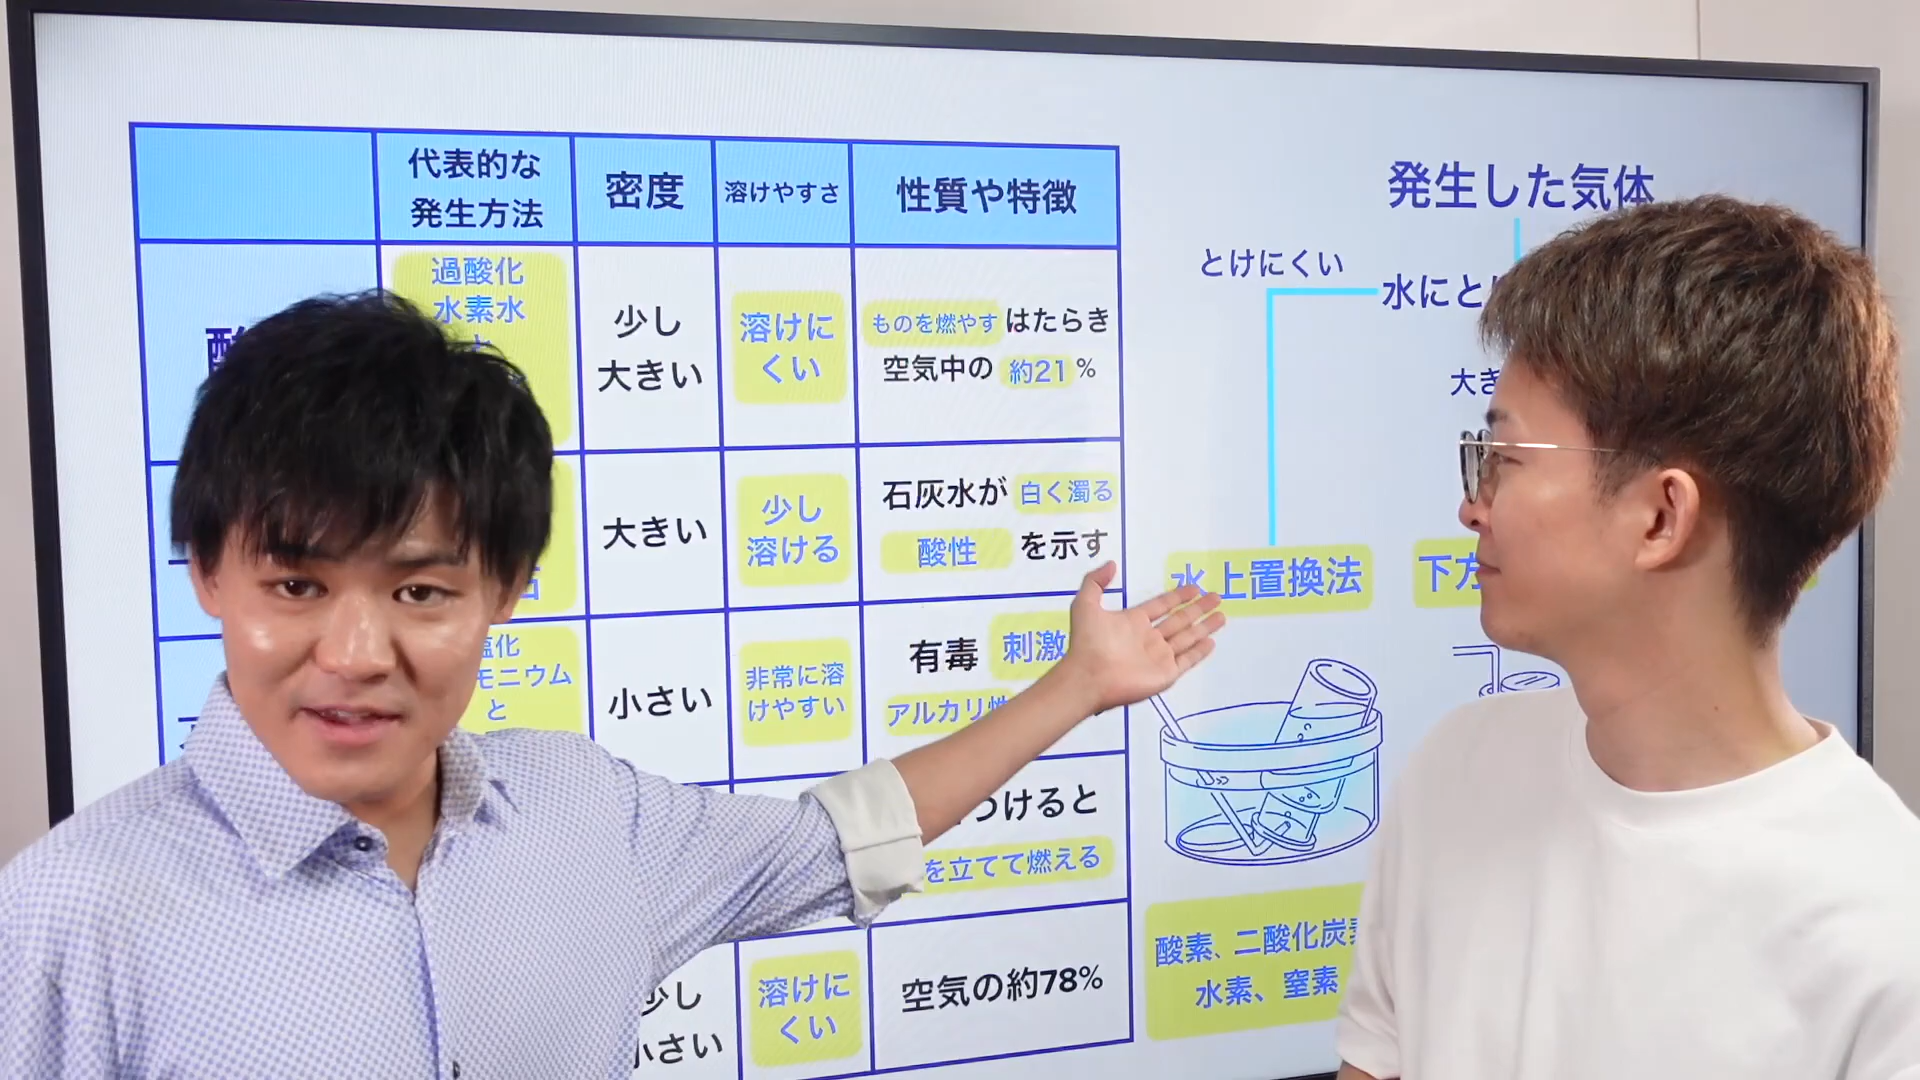 代表的な
発生方法
密度
溶けやすさ
性質や特徴
過酸化
水素水
と
少し
大きい
溶けに
くい
ものを燃やす はたらき
空気中の 約21 %
大きい
少し
溶ける
石灰水が 白く濁る
酸性 を示す
塩化
モニウム
と
小さい
非常に溶
けやすい
有毒 刺激
アルカリ性
つけると
を立てて燃える
少し
小さい
溶けに
くい
空気の約78%
発生した気体
とけにくい
水にと
大き
水上置換法
下方
酸素、二酸化炭素
水素、窒素